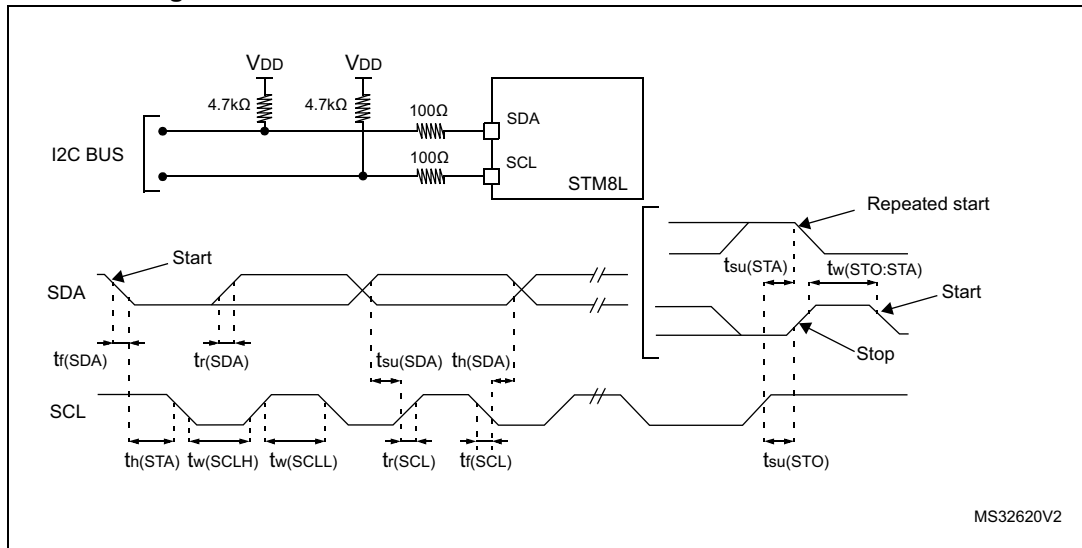 VDD VDD
4.7kΩ 4.7kΩ 100Ω
SDA
I2C BUS
100Ω
SCL
STM8L
Repeated start
Start
tsu(STA) tw(STO:STA)
SDA
Start
Stop
tf(SDA) tr(SDA) tsu(SDA) th(SDA)
SCL
th(STA) tw(SCLH) tw(SCLL) tr(SCL) tf(SCL) tsu(STO)
MS32620V2